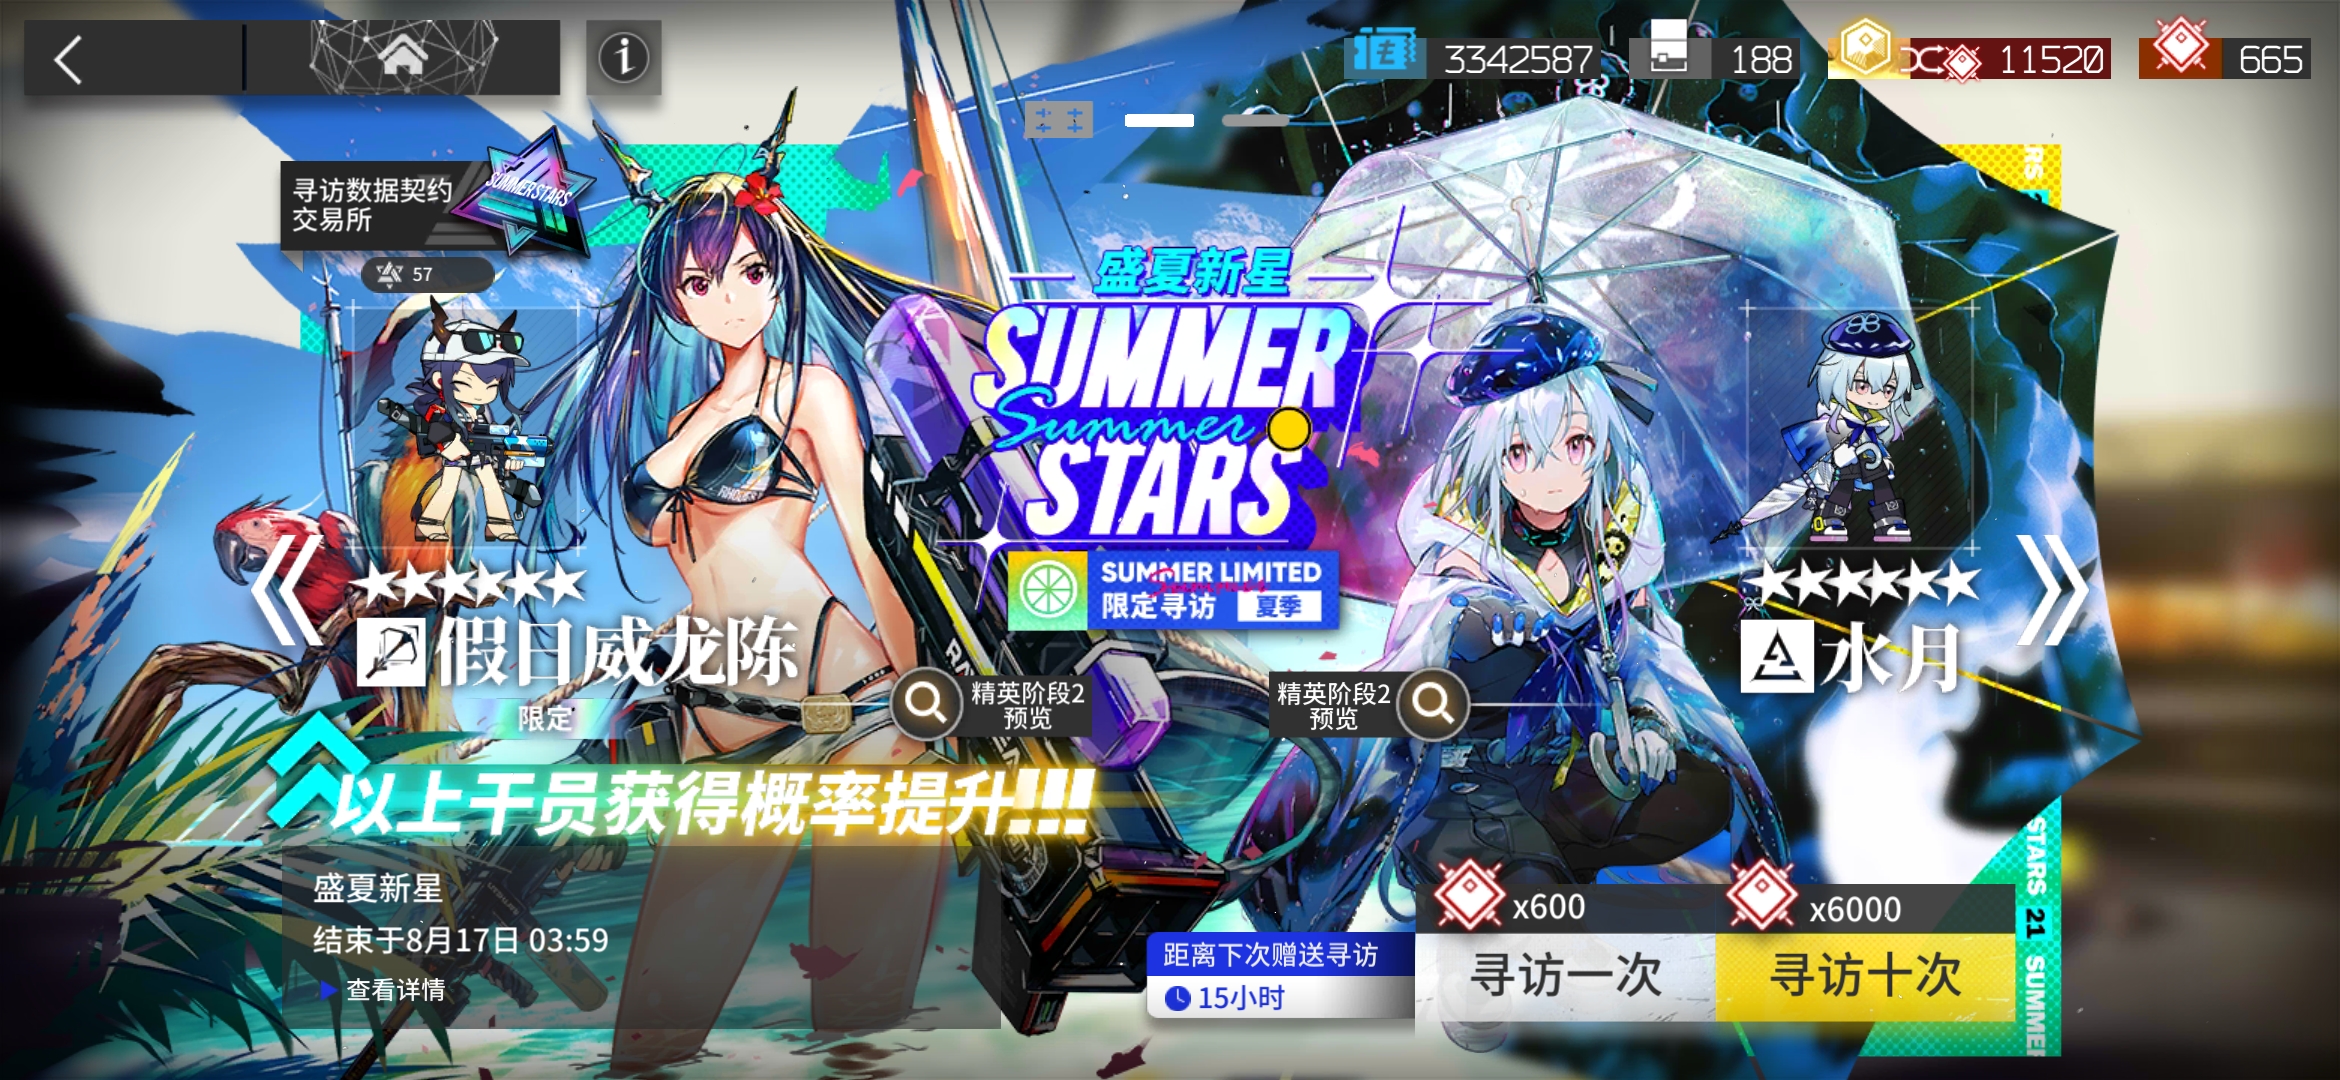 3342587
188
11520
665
寻访数据契约
交易所
SUMMER STARS
57
盛夏新星
SUMMER
Summer
STARS
SUMMER LIMITED
限定寻访 夏季
假日威龙陈
限定
水月
精英阶段2
预览
精英阶段2
预览
以上干员获得概率提升!!!
盛夏新星
结束于8月17日 03:59
查看详情
距离下次赠送寻访
15小时
x600
寻访一次
x6000
寻访十次
STARS 21 SUMMER